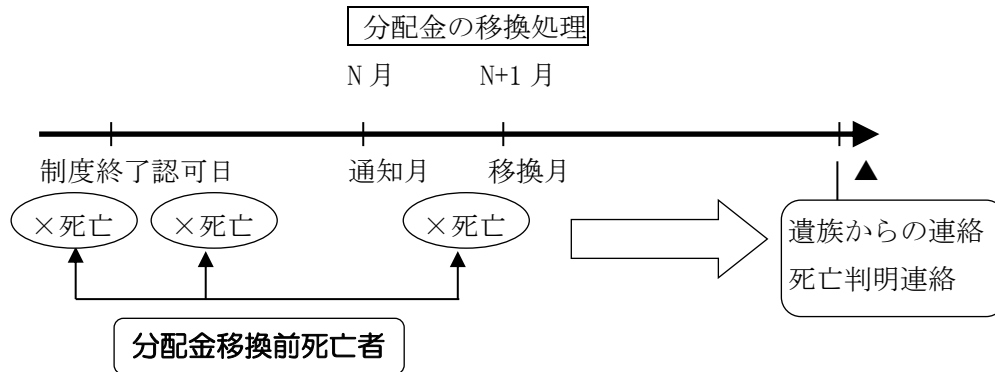 分配金の移換処理
N月 N+1月
制度終了認可日 通知月 移換月 ▲
×死亡 ×死亡 ×死亡
遺族からの連絡
死亡判明連絡
分配金移換前死亡者